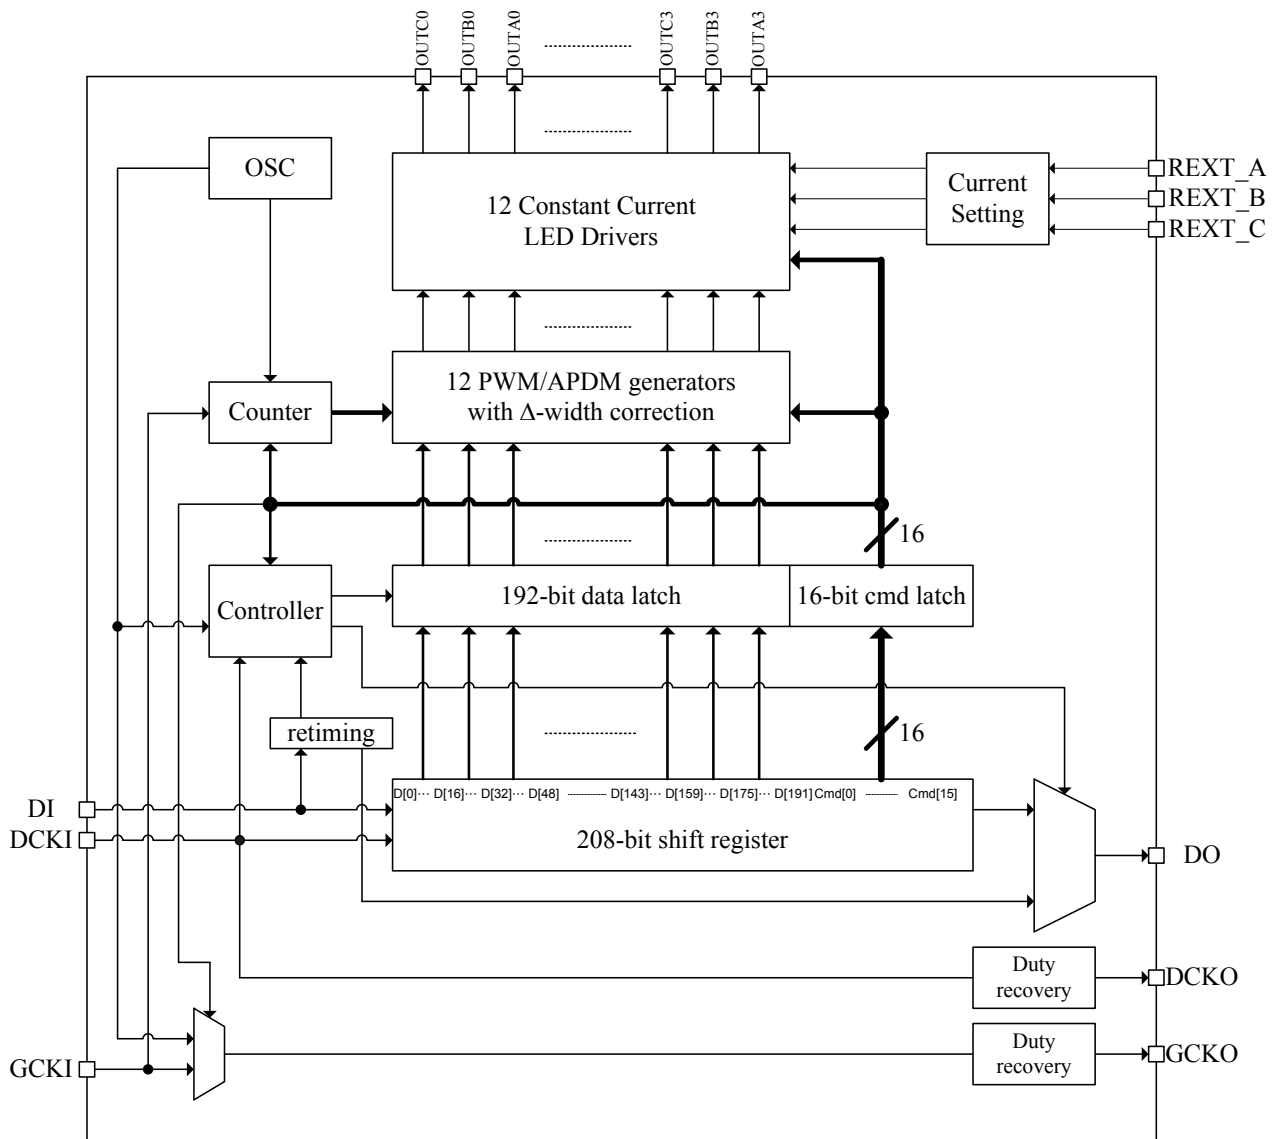 OUTC0
OUTB0
OUTA0
OUTC3
OUTB3
OUTA3
OSC
12 Constant Current
LED Drivers
Current
Setting
REXT_A
REXT_B
REXT_C
Counter
12 PWM/APDM generators
with Δ-width correction
16
Controller
192-bit data latch
16-bit cmd latch
retiming
16
D[0]··· D[16]··· D[32]··· D[48] ---------- D[143]··· D[159]··· D[175]··· D[191] Cmd[0] -------- Cmd[15]
208-bit shift register
DI
DCKI
DO
Duty
recovery
DCKO
Duty
recovery
GCKO
GCKI